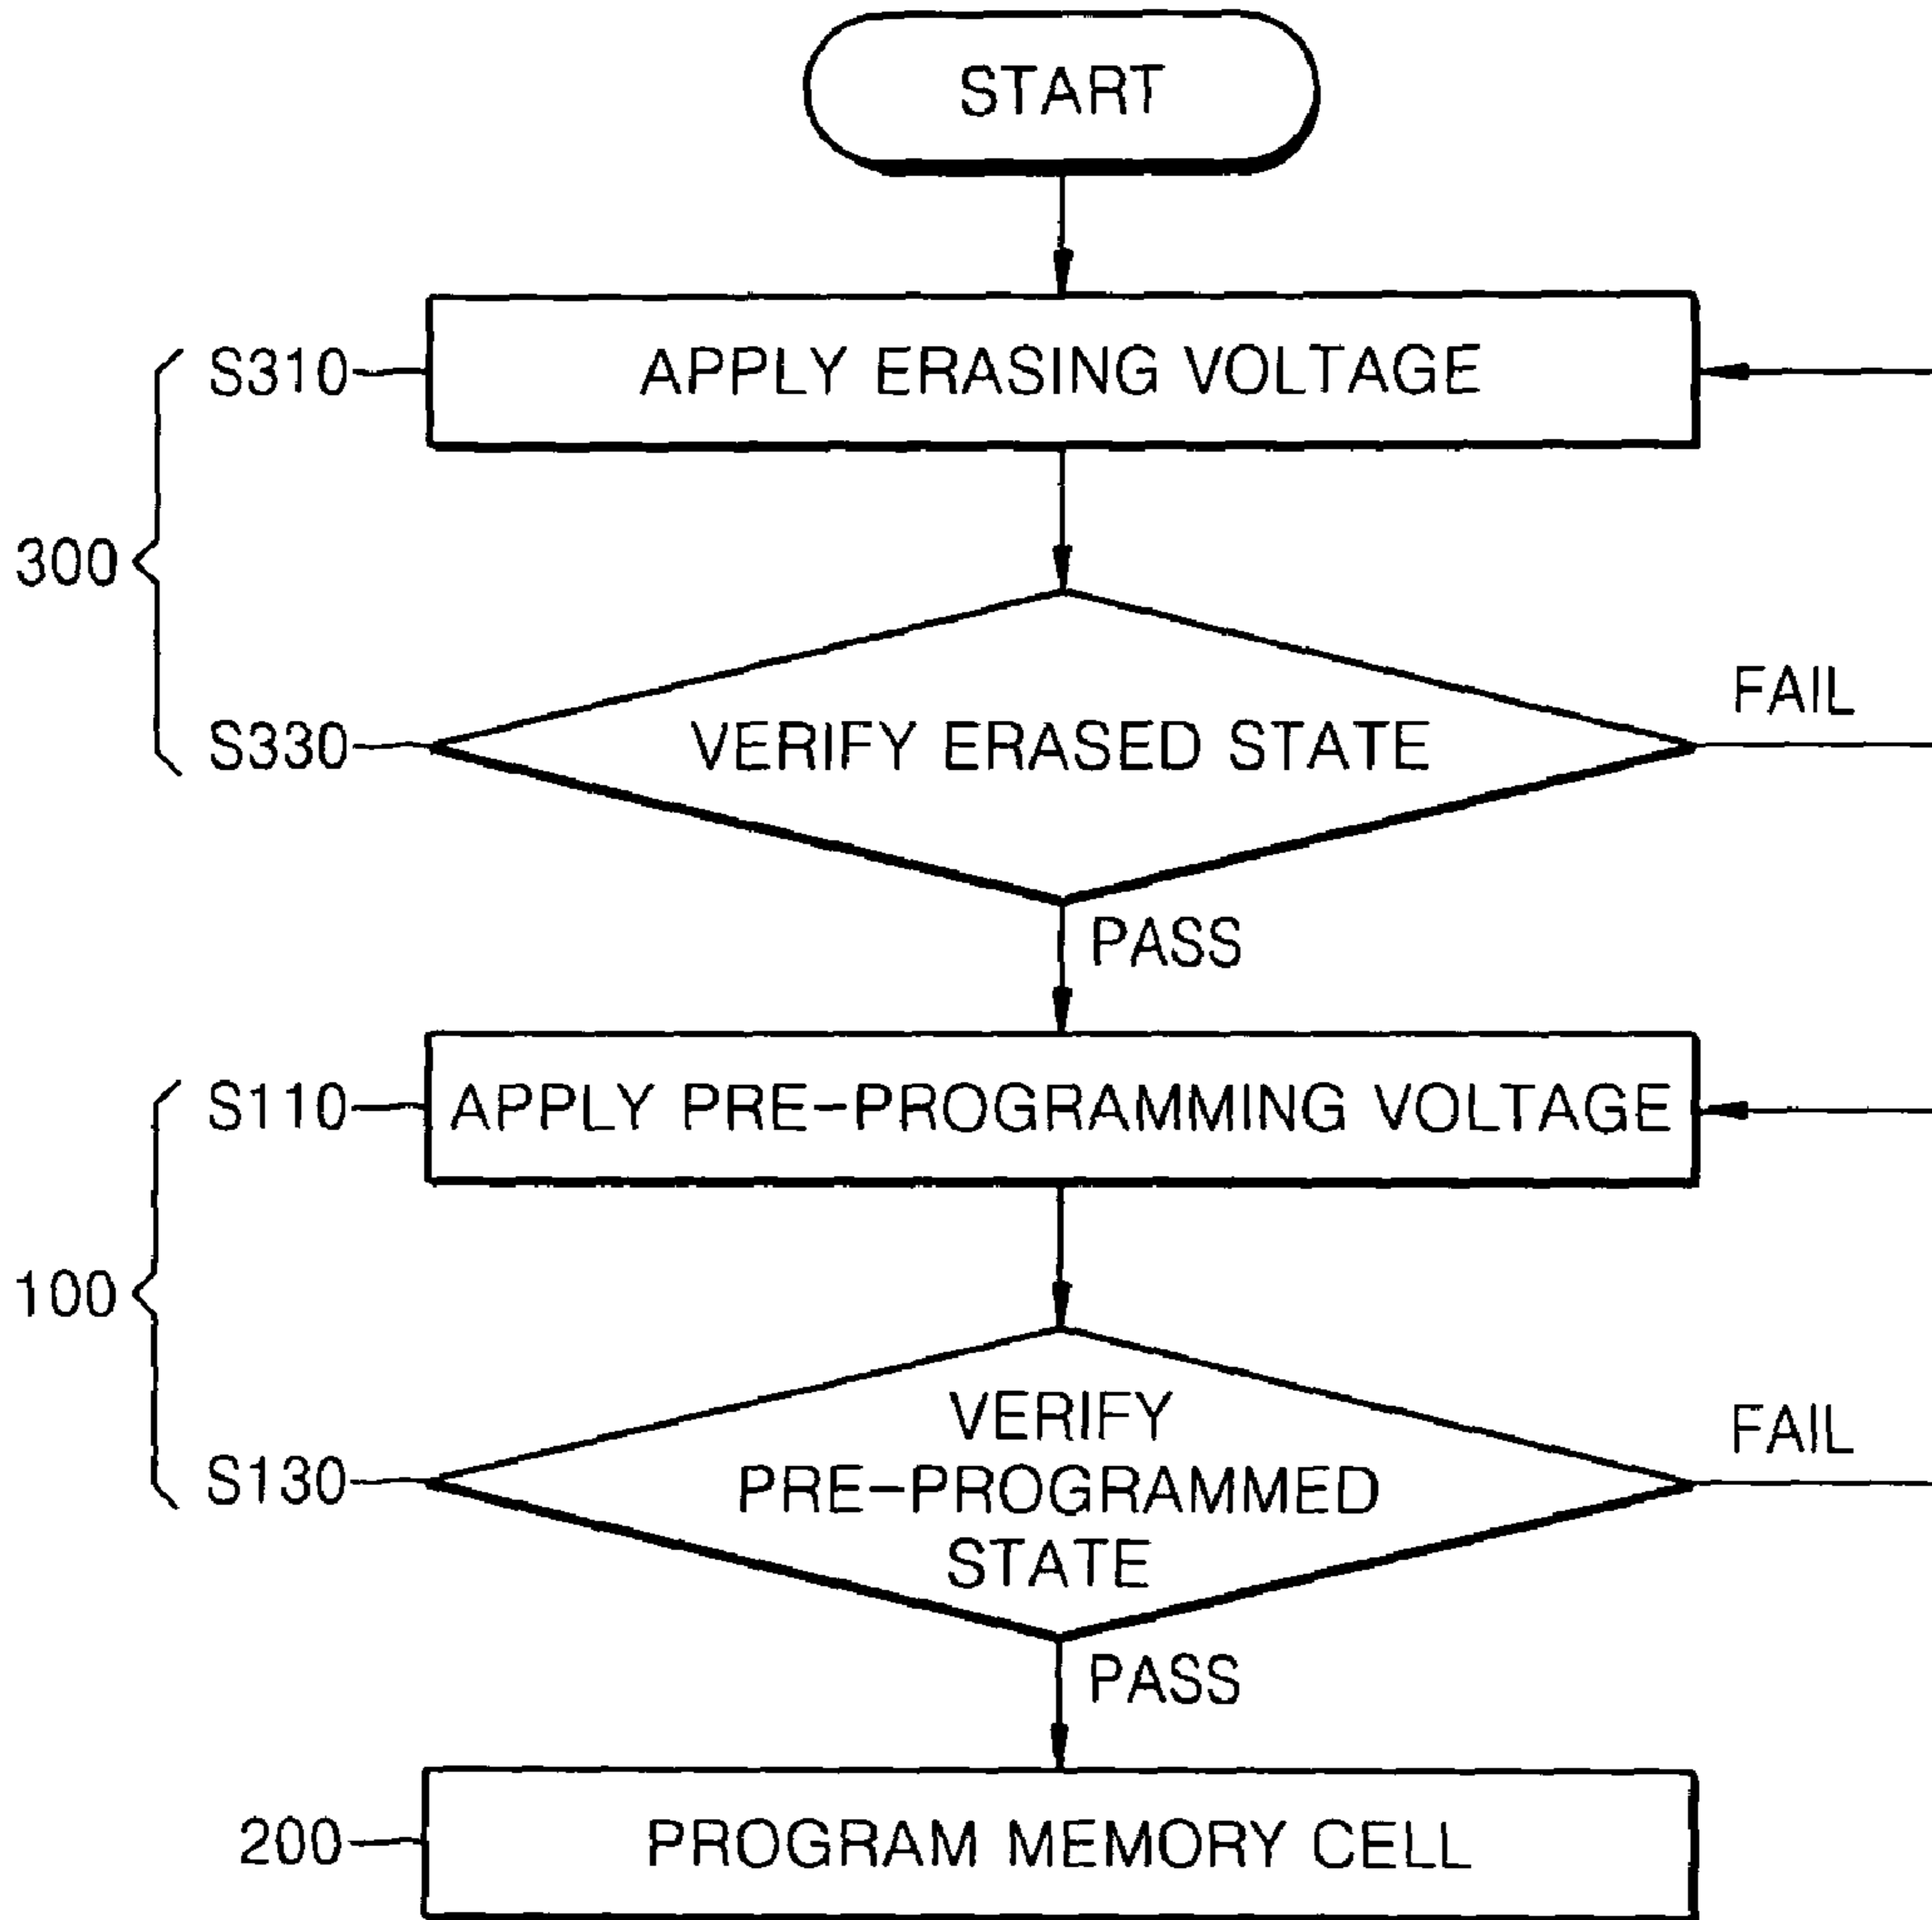 START
S310
APPLY ERASING VOLTAGE
300
S330
VERIFY ERASED STATE
FAIL
PASS
S110
APPLY PRE-PROGRAMMING VOLTAGE
100
S130
VERIFY
PRE-PROGRAMMED
STATE
FAIL
PASS
200
PROGRAM MEMORY CELL